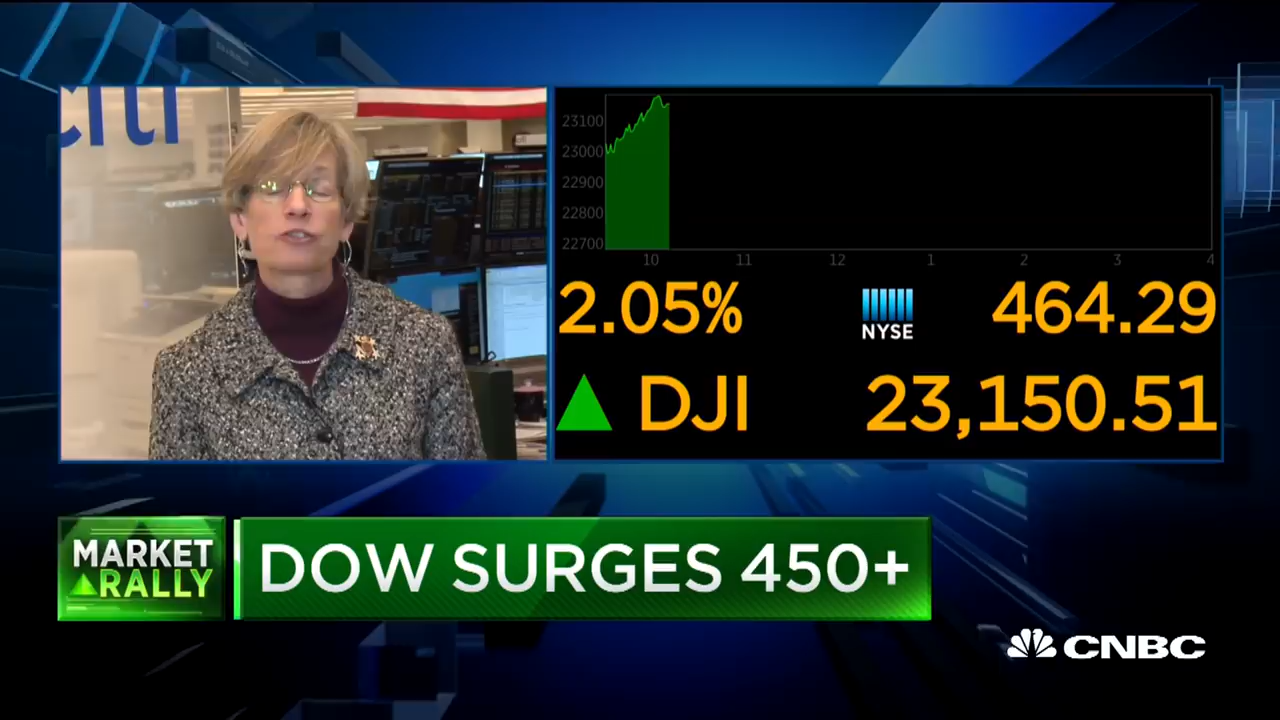 citi
23100
23000
22900
22800
22700
10 11 12 1 2 3 4
2.05% NYSE 464.29
DJI 23,150.51
MARKET
RALLY
DOW SURGES 450+
CNBC